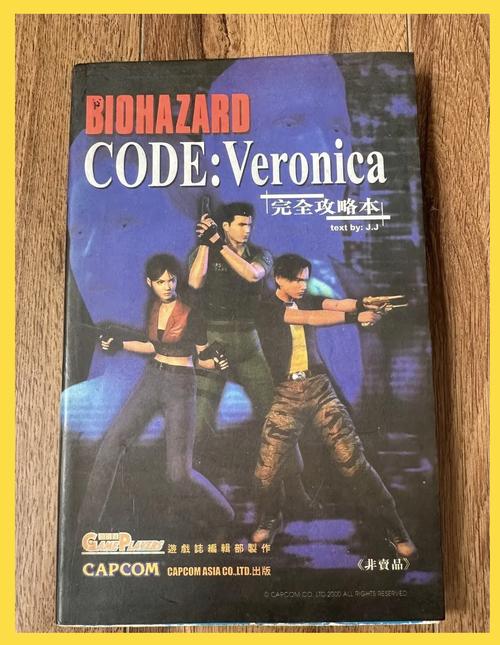 BIOHAZARD
CODE:Veronica
完全攻略本
text by: J.J
GAME PLAYERS
遊戲誌編輯部製作
CAPCOM
CAPCOM ASIA CO.,LTD.出版
《非賣品》
© CAPCOM CO., LTD 2000 ALL RIGHTS RESERVED